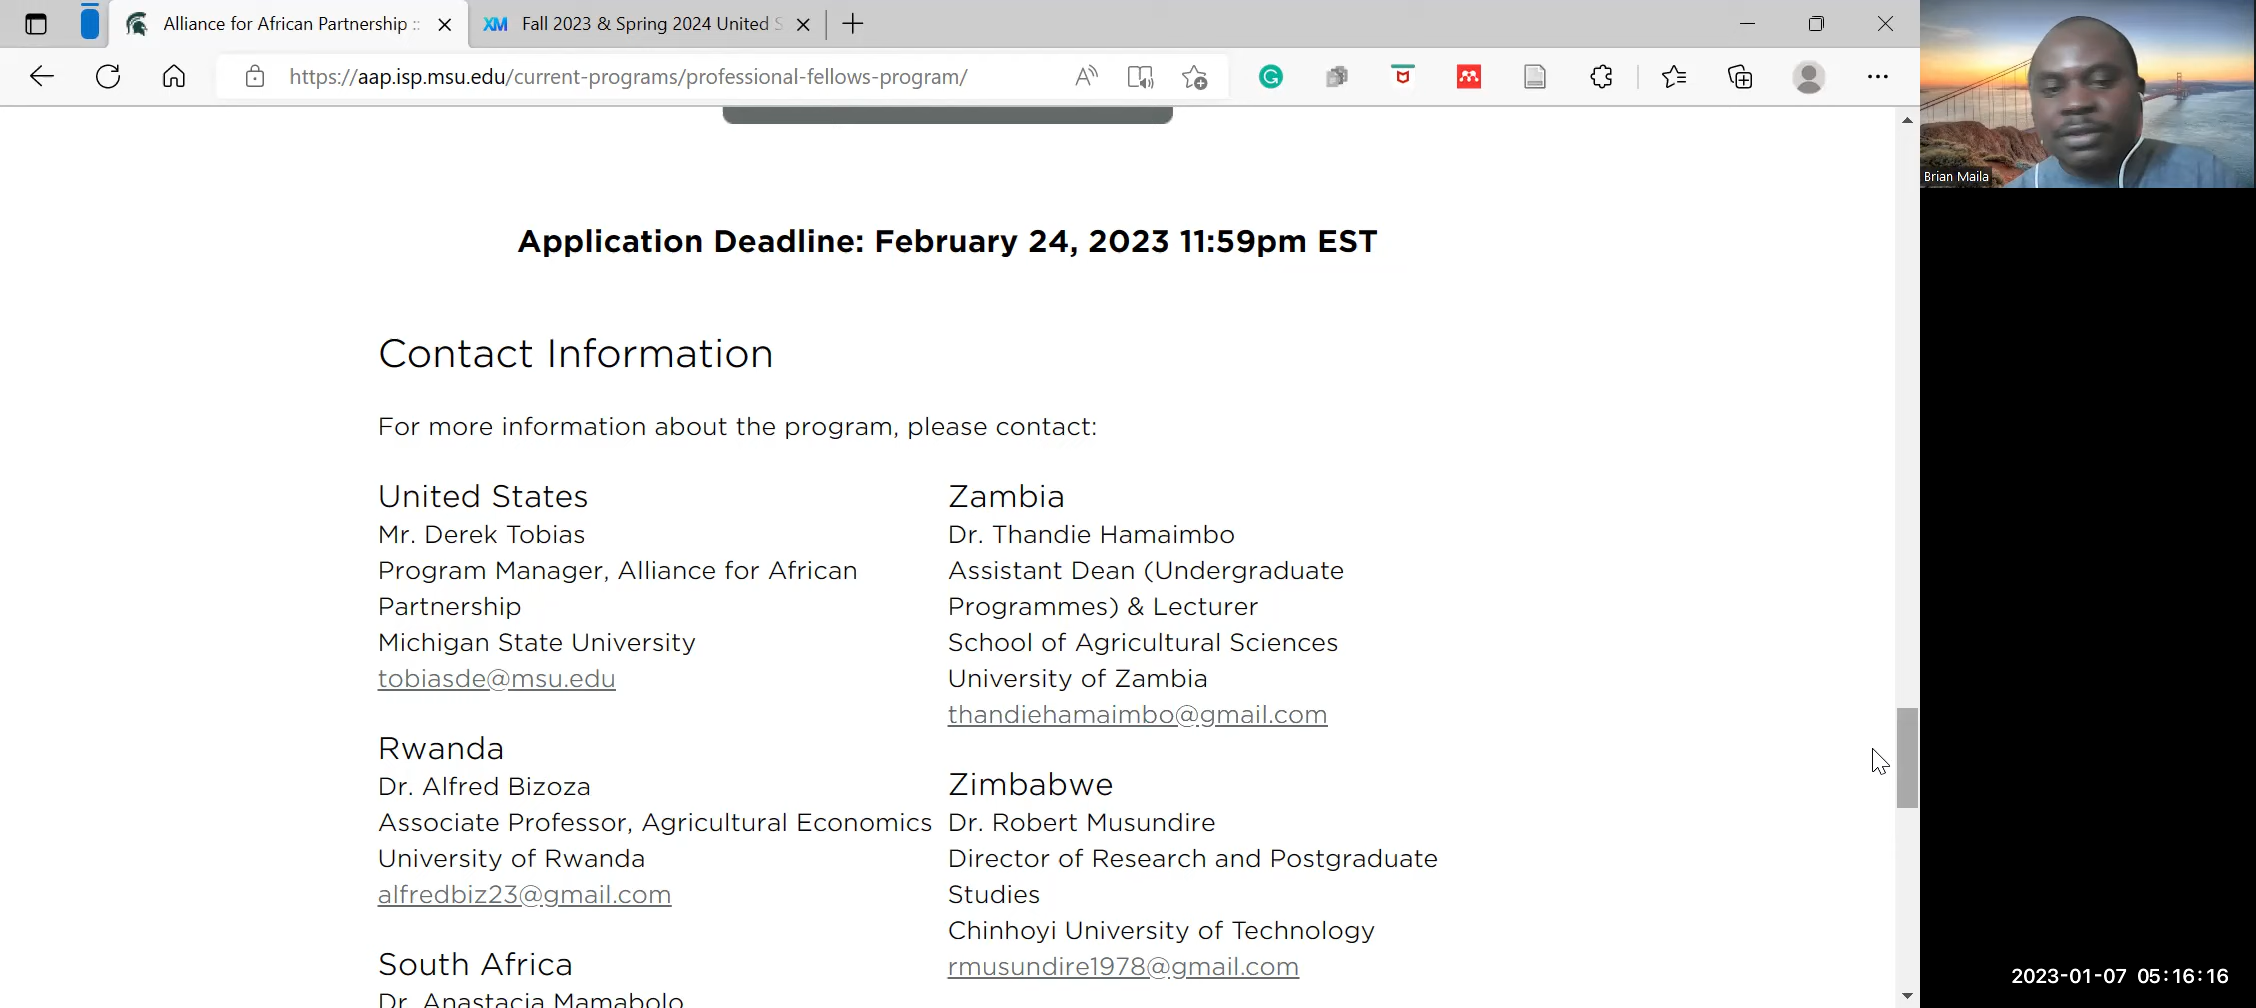 Alliance for African Partnership ::
Fall 2023 & Spring 2024 United S
https://aap.isp.msu.edu/current-programs/professional-fellows-program/
Brian Maila
Application Deadline: February 24, 2023 11:59pm EST
Contact Information
For more information about the program, please contact:
United States
Mr. Derek Tobias
Program Manager, Alliance for African
Partnership
Michigan State University
tobiasde@msu.edu
Rwanda
Dr. Alfred Bizoza
Associate Professor, Agricultural Economics
University of Rwanda
alfredbiz23@gmail.com
South Africa
Dr. Anastacia Mamabolo
Zambia
Dr. Thandie Hamaimbo
Assistant Dean (Undergraduate
Programmes) & Lecturer
School of Agricultural Sciences
University of Zambia
thandiehamaimbo@gmail.com
Zimbabwe
Dr. Robert Musundire
Director of Research and Postgraduate
Studies
Chinhoyi University of Technology
rmusundire1978@gmail.com
2023-01-07 05:16:16